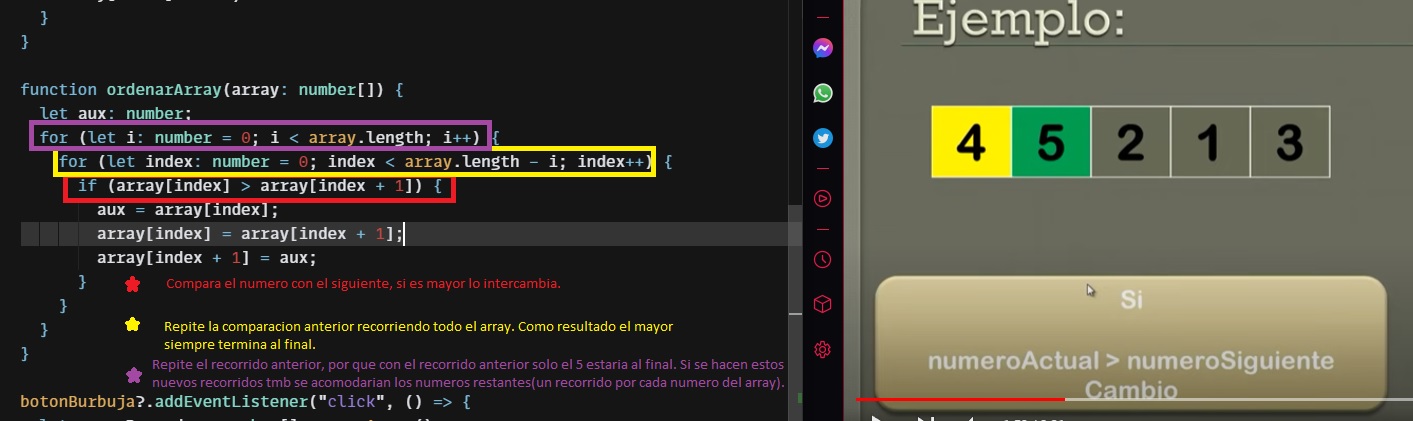 }
}
function ordenarArray(array: number[]) {
let aux: number;
for (let i: number = 0; i < array.length; i++) {
for (let index: number = 0; index < array.length - i; index++) {
if (array[index] > array[index + 1]) {
aux = array[index];
array[index] = array[index + 1];
array[index + 1] = aux;
}
Compara el numero con el siguiente, si es mayor lo intercambia.
}
Repite la comparacion anterior recorriendo todo el array. Como resultado el mayor
siempre termina al final.
}
}
Repite el recorrido anterior, por que con el recorrido anterior solo el 5 estaria al final. Si se hacen estos
nuevos recorridos tmb se acomodarian los numeros restantes(un recorrido por cada numero del array).
botonBurbuja?.addEventListener("click", () => {
Ejemplo:
4 5 2 1 3
Si
numeroActual > numeroSiguiente
Cambio